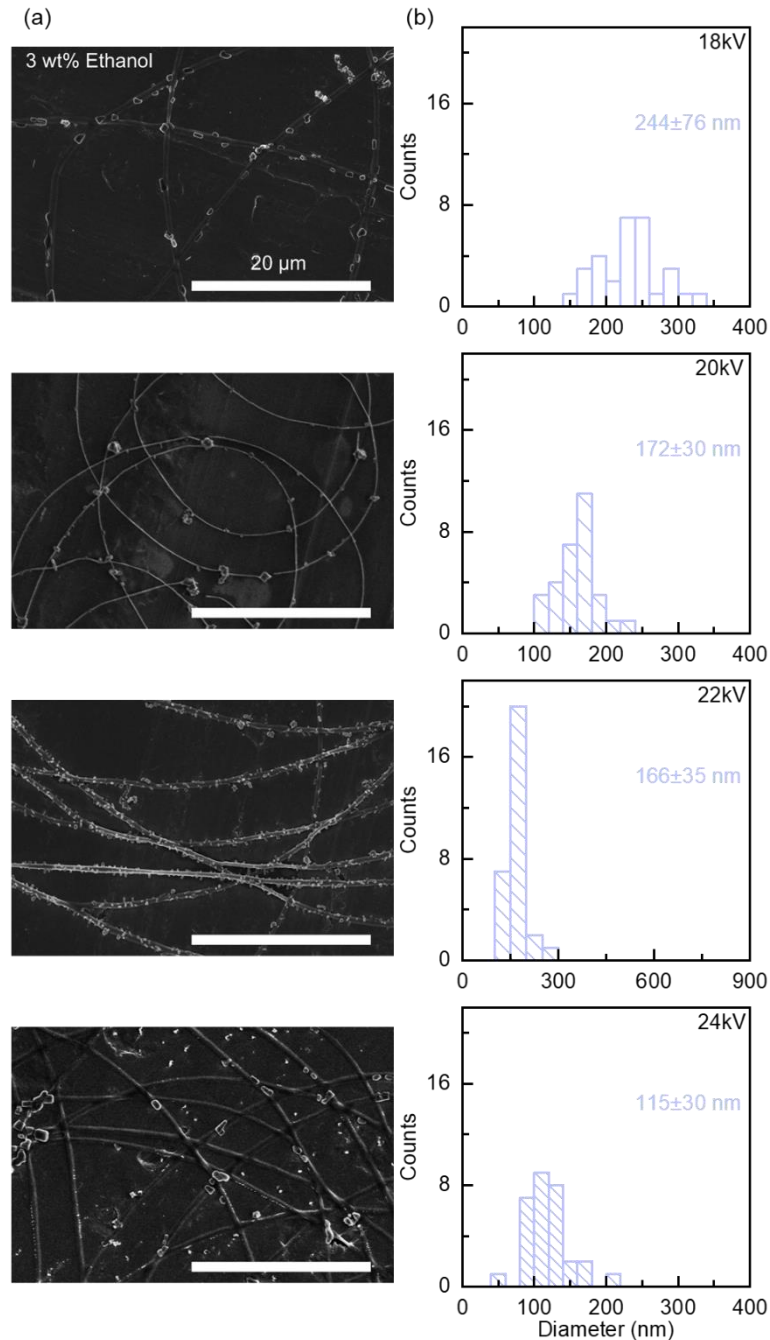 (a)
(b)
3 wt% Ethanol
20 µm
18kV
244±76 nm
Counts
16
8
0
0 100 200 300 400
20kV
172±30 nm
Counts
16
8
0
0 100 200 300 400
22kV
166±35 nm
Counts
16
8
0
0 300 600 900
24kV
115±30 nm
Counts
16
8
0
0 100 200 300 400
Diameter (nm)